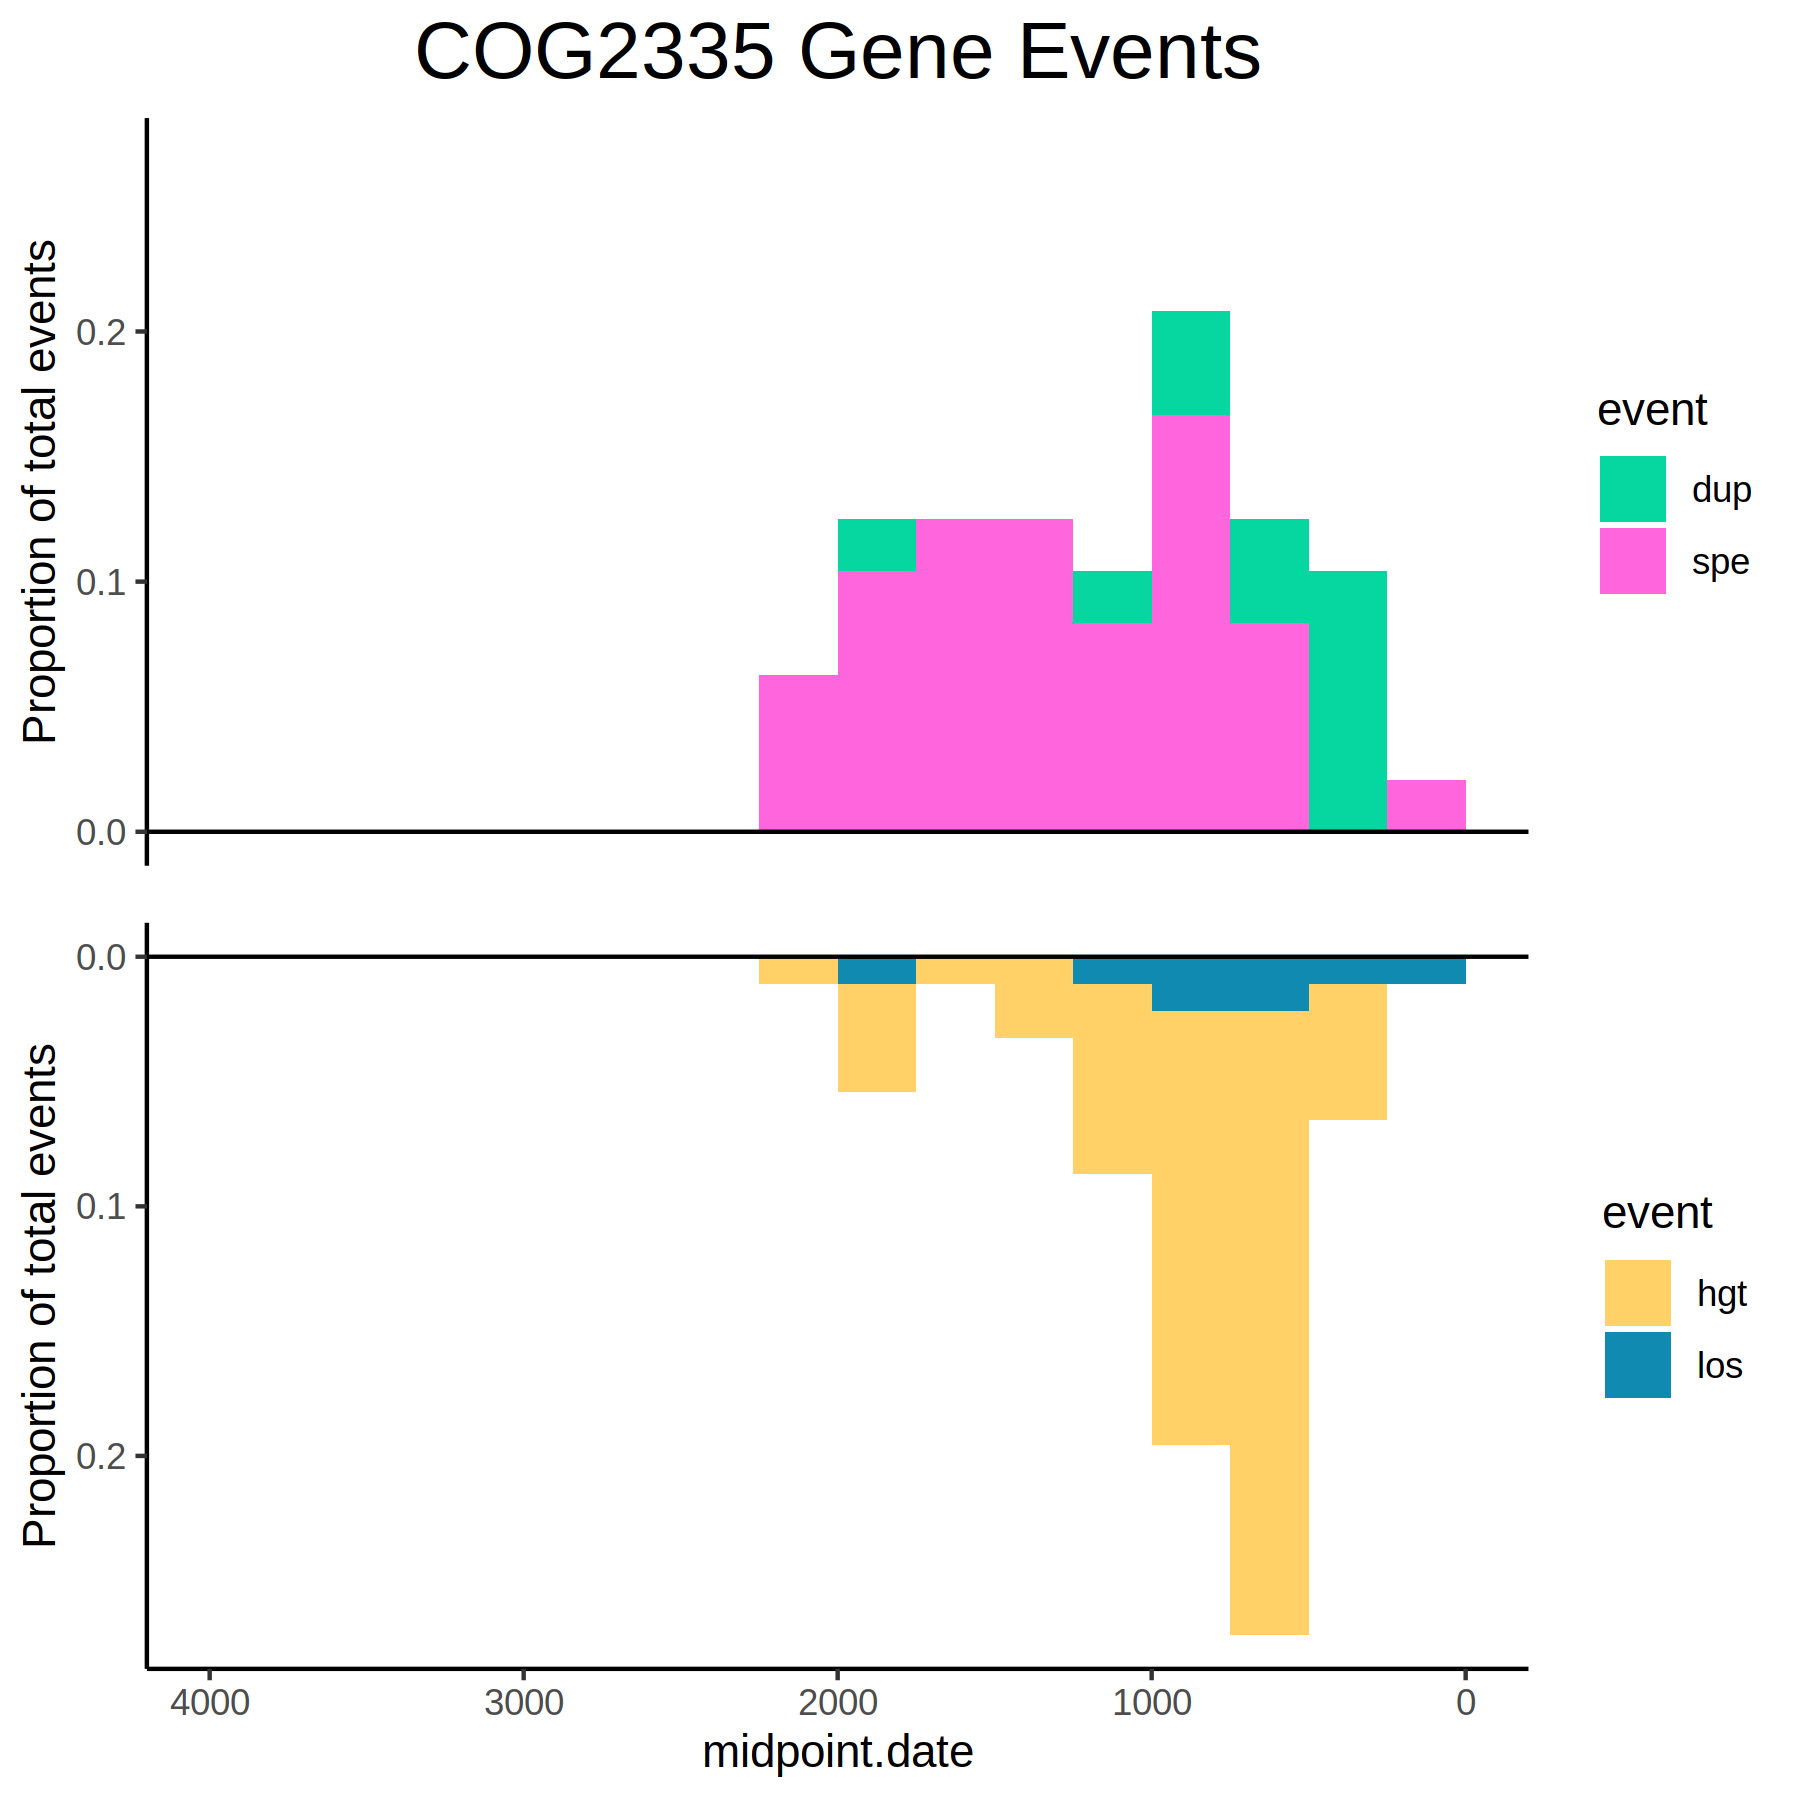 COG2335 Gene Events
Proportion of total events
0.2
0.1
0.0
event
dup
spe
Proportion of total events
0.0
0.1
0.2
event
hgt
los
4000 3000 2000 1000 0
midpoint.date